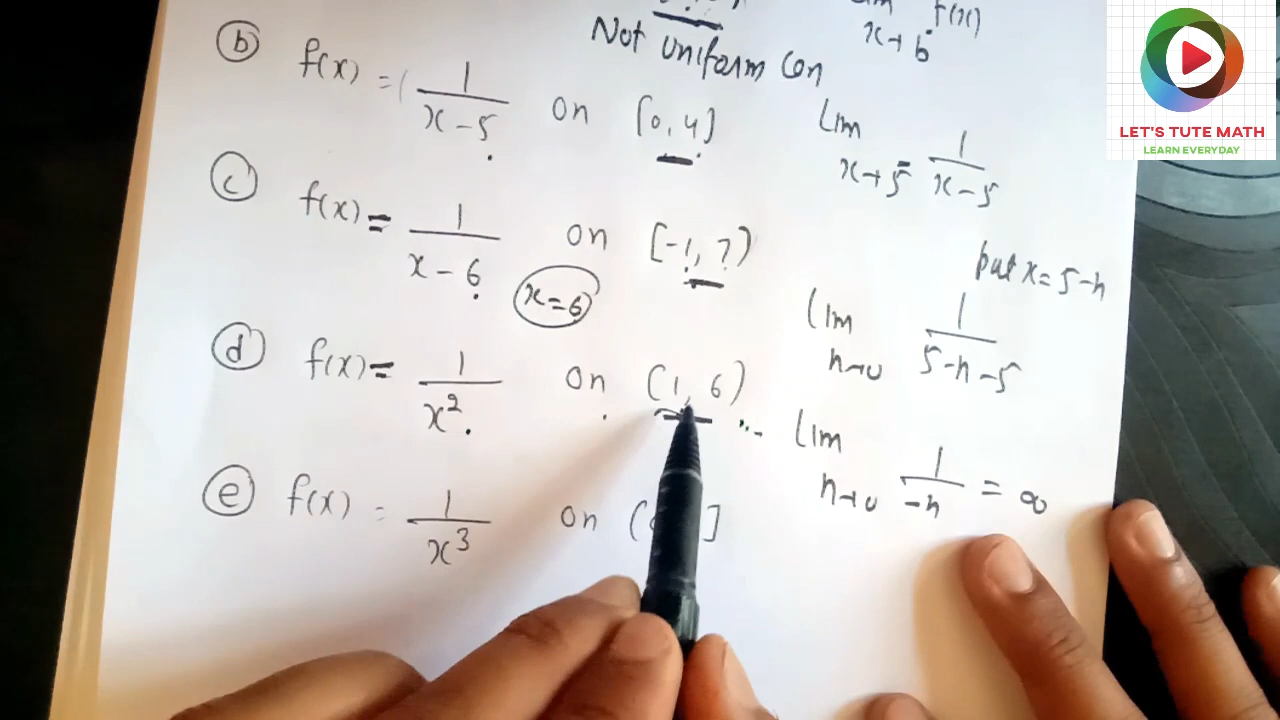 f(x)
x→6-
Not uniform Con
ⓑ f(x) = 1/(x-5) on [0,4]
Lim x→5- 1/(x-5)
ⓒ f(x) = 1/(x-6) on [-1,7)
x=6
put x=5-h
Lim h→0 1/(5-h-5)
ⓓ f(x) = 1/x² on (1,6)
Lim h→0 1/-h = ∞
ⓔ f(x) = 1/x³ on ( ]
LET'S TUTE MATH
LEARN EVERYDAY